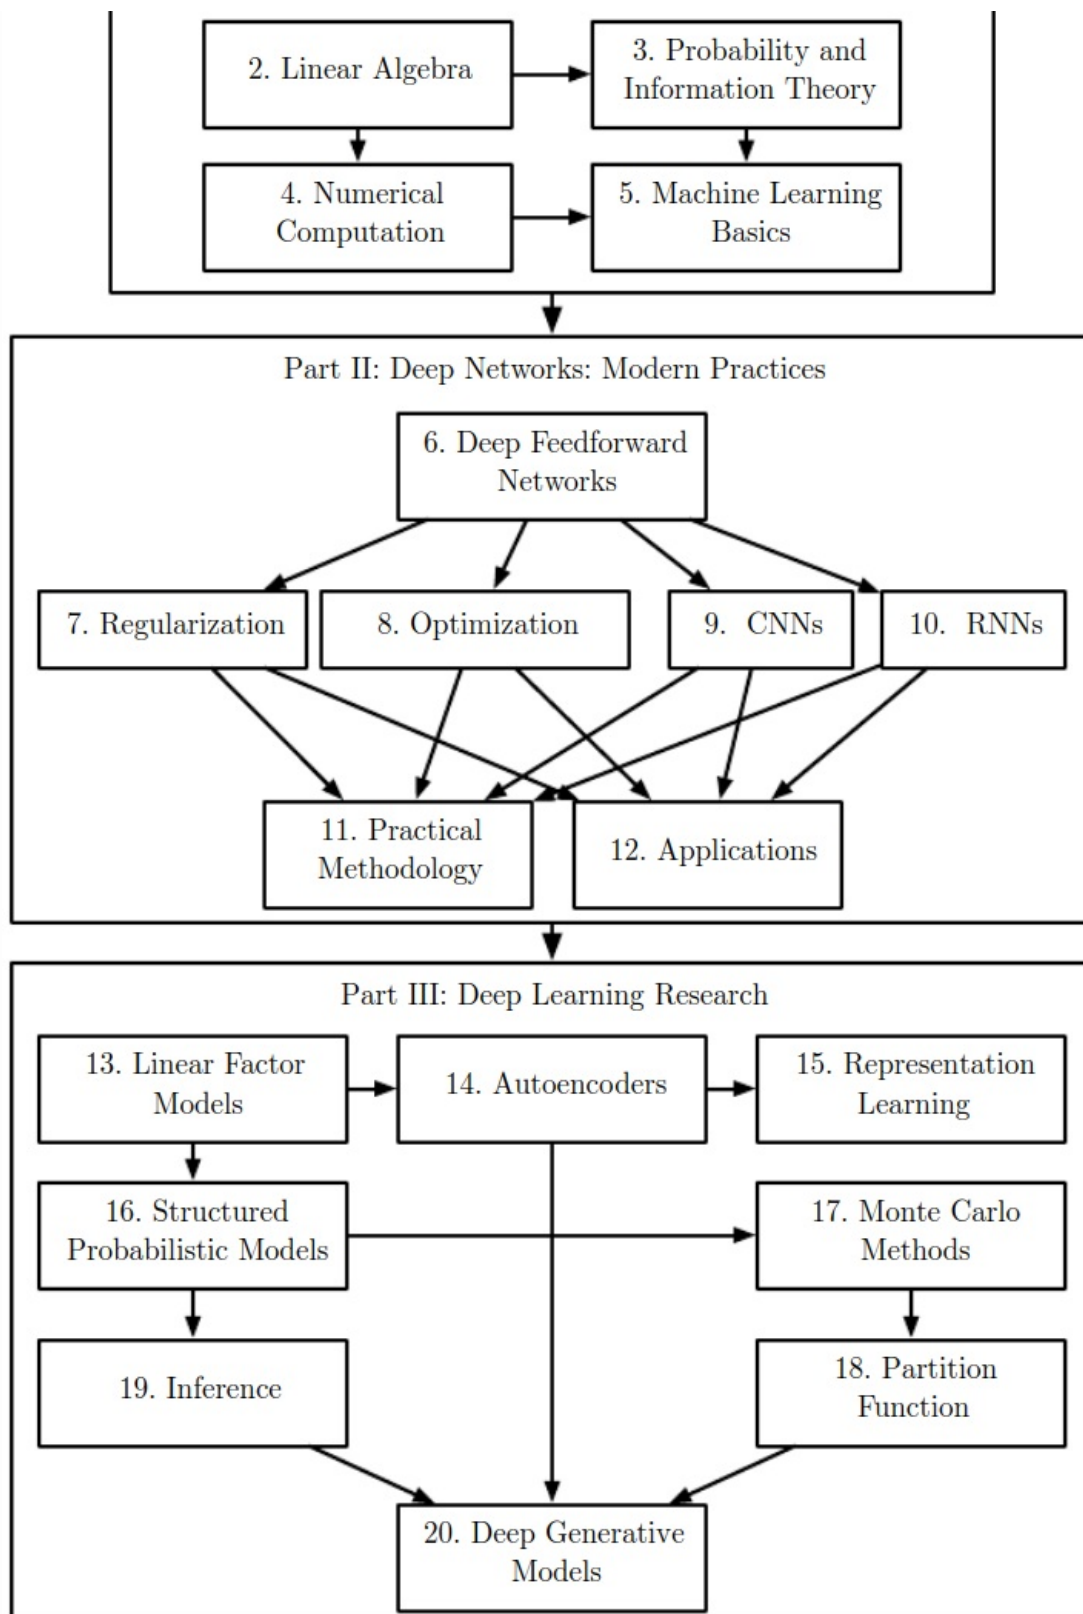 2. Linear Algebra
3. Probability and
Information Theory
4. Numerical
Computation
5. Machine Learning
Basics
Part II: Deep Networks: Modern Practices
6. Deep Feedforward
Networks
7. Regularization
8. Optimization
9. CNNs
10. RNNs
11. Practical
Methodology
12. Applications
Part III: Deep Learning Research
13. Linear Factor
Models
14. Autoencoders
15. Representation
Learning
16. Structured
Probabilistic Models
17. Monte Carlo
Methods
19. Inference
18. Partition
Function
20. Deep Generative
Models